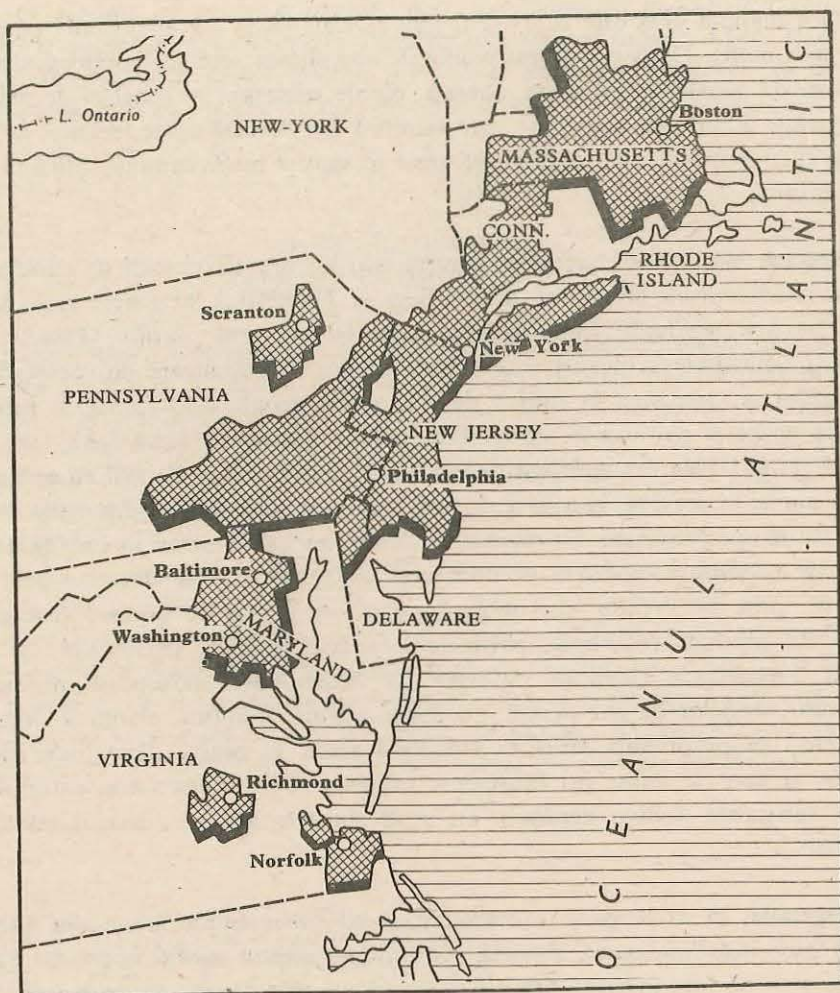 L. Ontario
NEW-YORK
Boston
MASSACHUSETTS
CONN.
RHODE
ISLAND
Scranton
New York
PENNSYLVANIA
NEW JERSEY
Philadelphia
Baltimore
DELAWARE
Washington
MARYLAND
VIRGINIA
Richmond
Norfolk
OCEANUL ATLANTIC